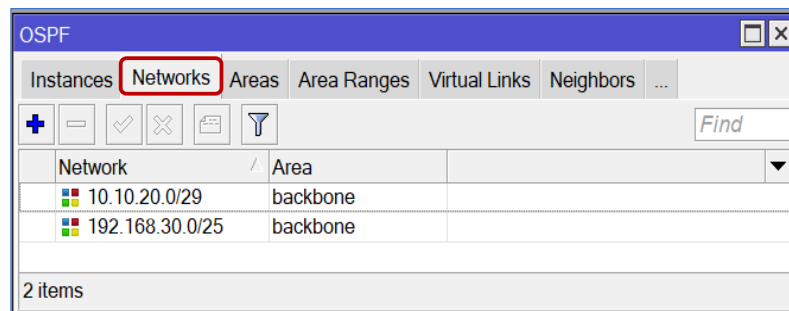 OSPF
Instances Networks Areas Area Ranges Virtual Links Neighbors ...
Find
Network Area
10.10.20.0/29 backbone
192.168.30.0/25 backbone
2 items